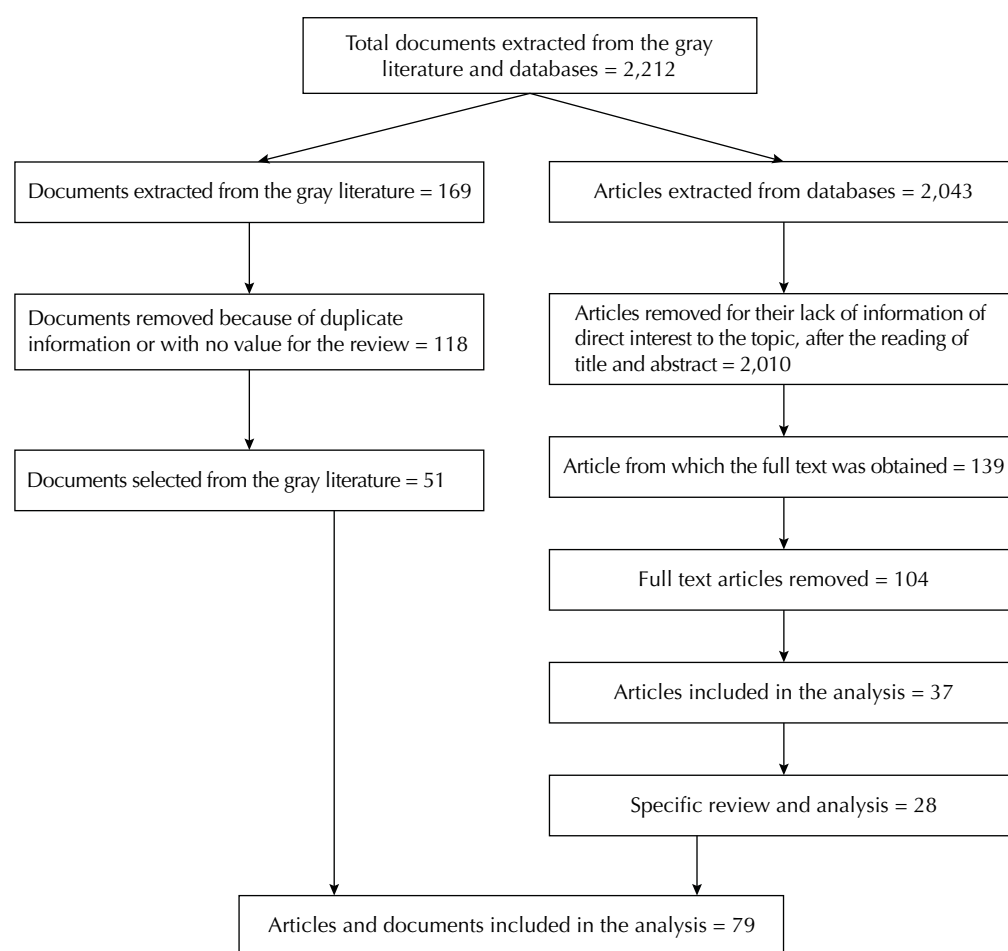 Total documents extracted from the gray
literature and databases = 2,212
Documents extracted from the gray literature = 169
Articles extracted from databases = 2,043
Documents removed because of duplicate
information or with no value for the review = 118
Articles removed for their lack of information of
direct interest to the topic, after the reading of
title and abstract = 2,010
Documents selected from the gray literature = 51
Article from which the full text was obtained = 139
Full text articles removed = 104
Articles included in the analysis = 37
Specific review and analysis = 28
Articles and documents included in the analysis = 79